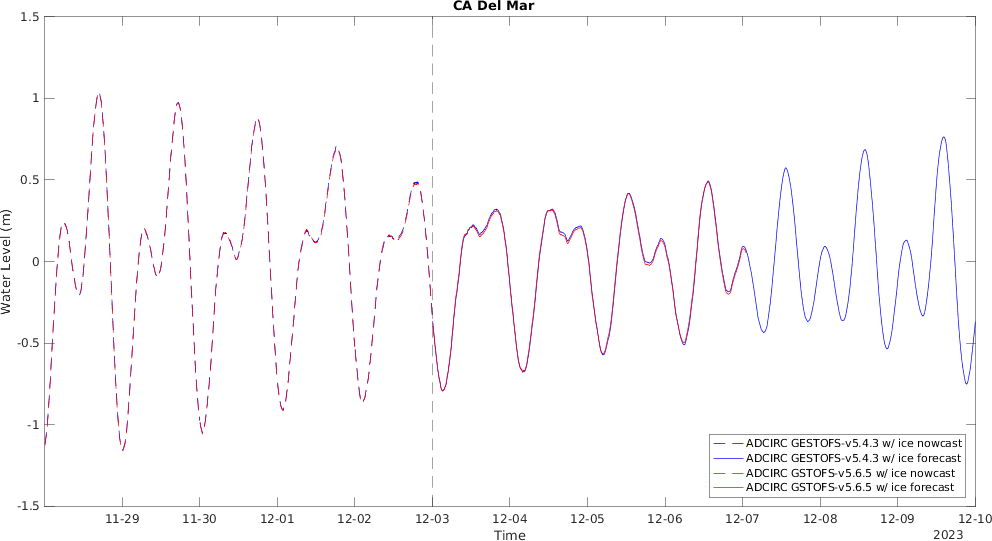 CA Del Mar
1.5
1
0.5
0
-0.5
-1
-1.5
Water Level (m)
11-29 11-30 12-01 12-02 12-03 12-04 12-05 12-06 12-07 12-08 12-09 12-10
Time
2023
ADCIRC GESTOFS-v5.4.3 w/ ice nowcast
ADCIRC GESTOFS-v5.4.3 w/ ice forecast
ADCIRC GSTOFS-v5.6.5 w/ ice nowcast
ADCIRC GSTOFS-v5.6.5 w/ ice forecast